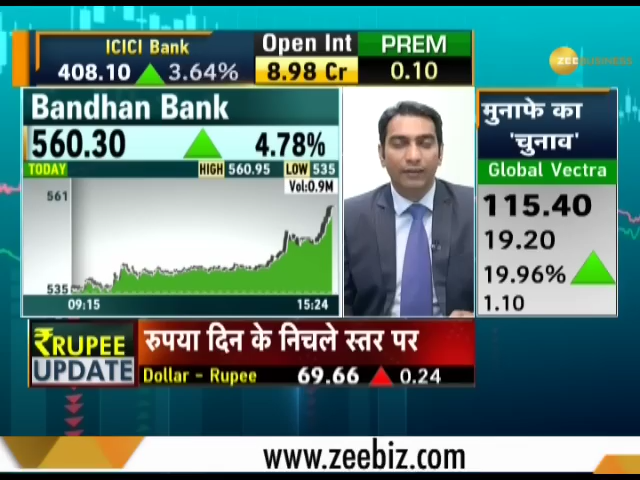 ICICI Bank
408.10 3.64%
Open Int
8.98 Cr
PREM
0.10
ZEE BUSINESS
Bandhan Bank
560.30 4.78%
TODAY HIGH 560.95 LOW 535
Vol:0.9M
561
535
09:15 15:24
मुनाफे का
'चुनाव'
Global Vectra
115.40
19.20
19.96%
1.10
₹RUPEE
UPDATE
रुपया दिन के निचले स्तर पर
Dollar - Rupee 69.66 0.24
www.zeebiz.com